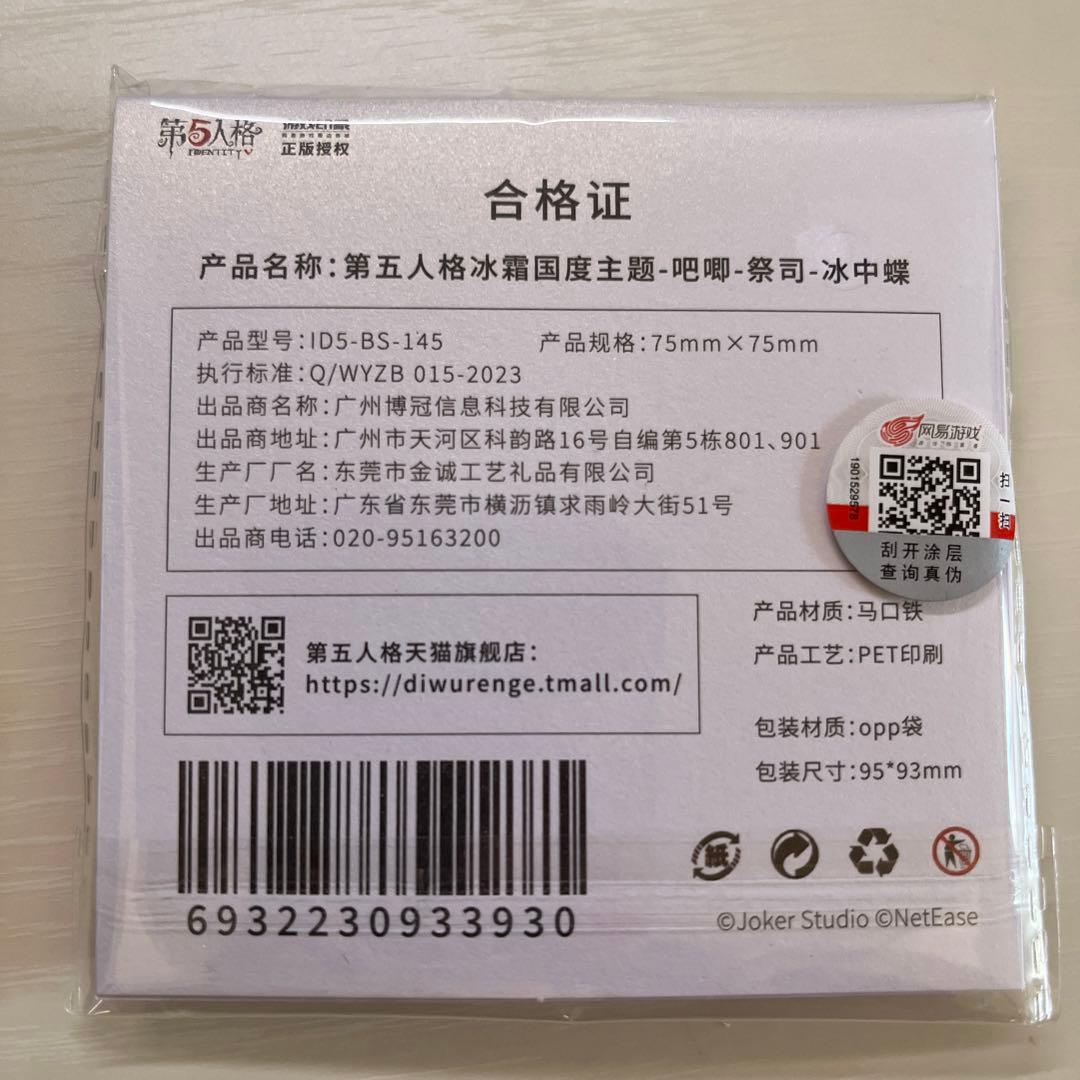 第5人格
IDENTITY V
正版授权
合格证
产品名称:第五人格冰霜国度主题-吧唧-祭司-冰中蝶
产品型号:ID5-BS-145 产品规格:75mm×75mm
执行标准:Q/WYZB 015-2023
出品商名称:广州博冠信息科技有限公司
出品商地址:广州市天河区科韵路16号自编第5栋801、901
生产厂厂名:东莞市金诚工艺礼品有限公司
生产厂地址:广东省东莞市横沥镇求雨岭大街51号
出品商电话:020-95163200
网易游戏
1901529578
扫一扫
刮开涂层
查询真伪
第五人格天猫旗舰店:
https://diwurenge.tmall.com/
产品材质:马口铁
产品工艺:PET印刷
包装材质:opp袋
包装尺寸:95*93mm
6932230933930
紙
©Joker Studio ©NetEase